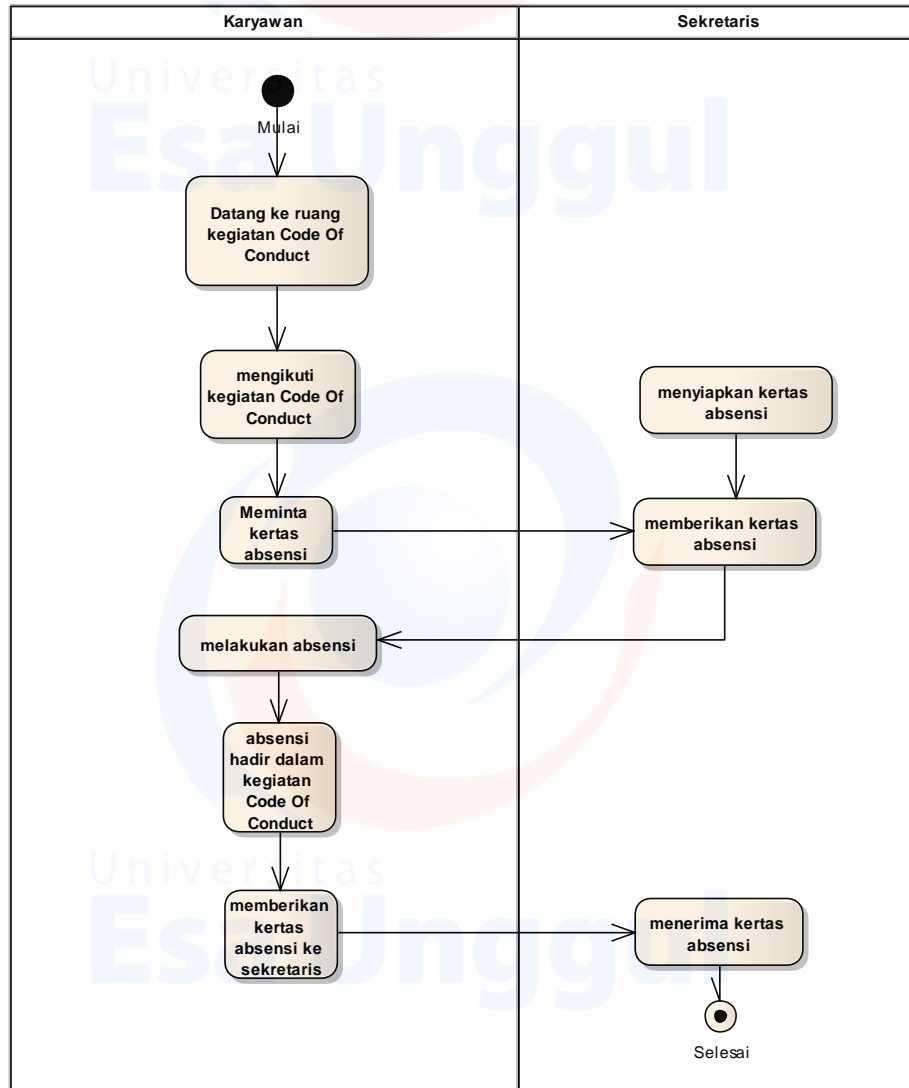 Karyawan
Sekretaris
Universitas
Esa Unggul
Mulai
Datang ke ruang
kegiatan Code Of
Conduct
mengikuti
kegiatan Code Of
Conduct
menyiapkan kertas
absensi
Meminta
kertas
absensi
memberikan kertas
absensi
melakukan absensi
absensi
hadir dalam
kegiatan
Code Of
Conduct
Universitas
Esa Unggul
memberikan
kertas
absensi ke
sekretaris
menerima kertas
absensi
Selesai